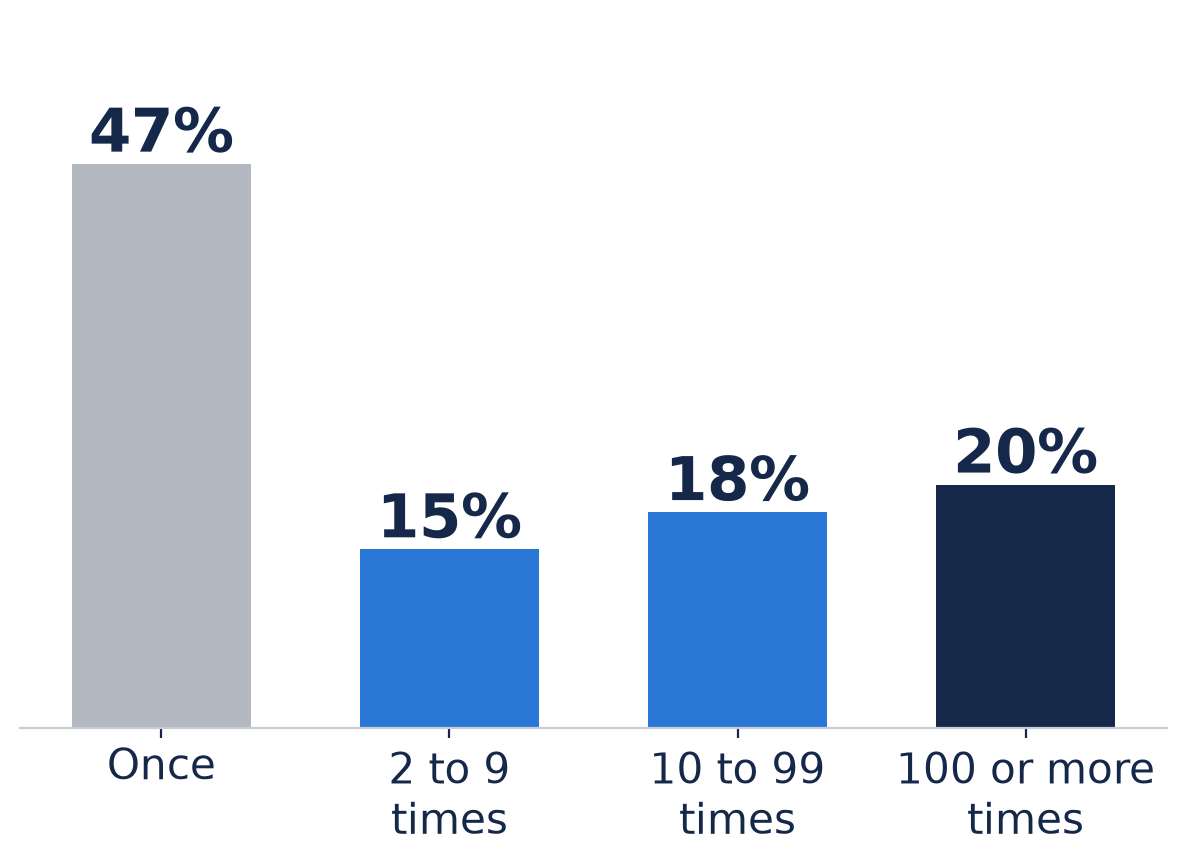 47%
15%
18%
20%
Once
2 to 9
times
10 to 99
times
100 or more
times